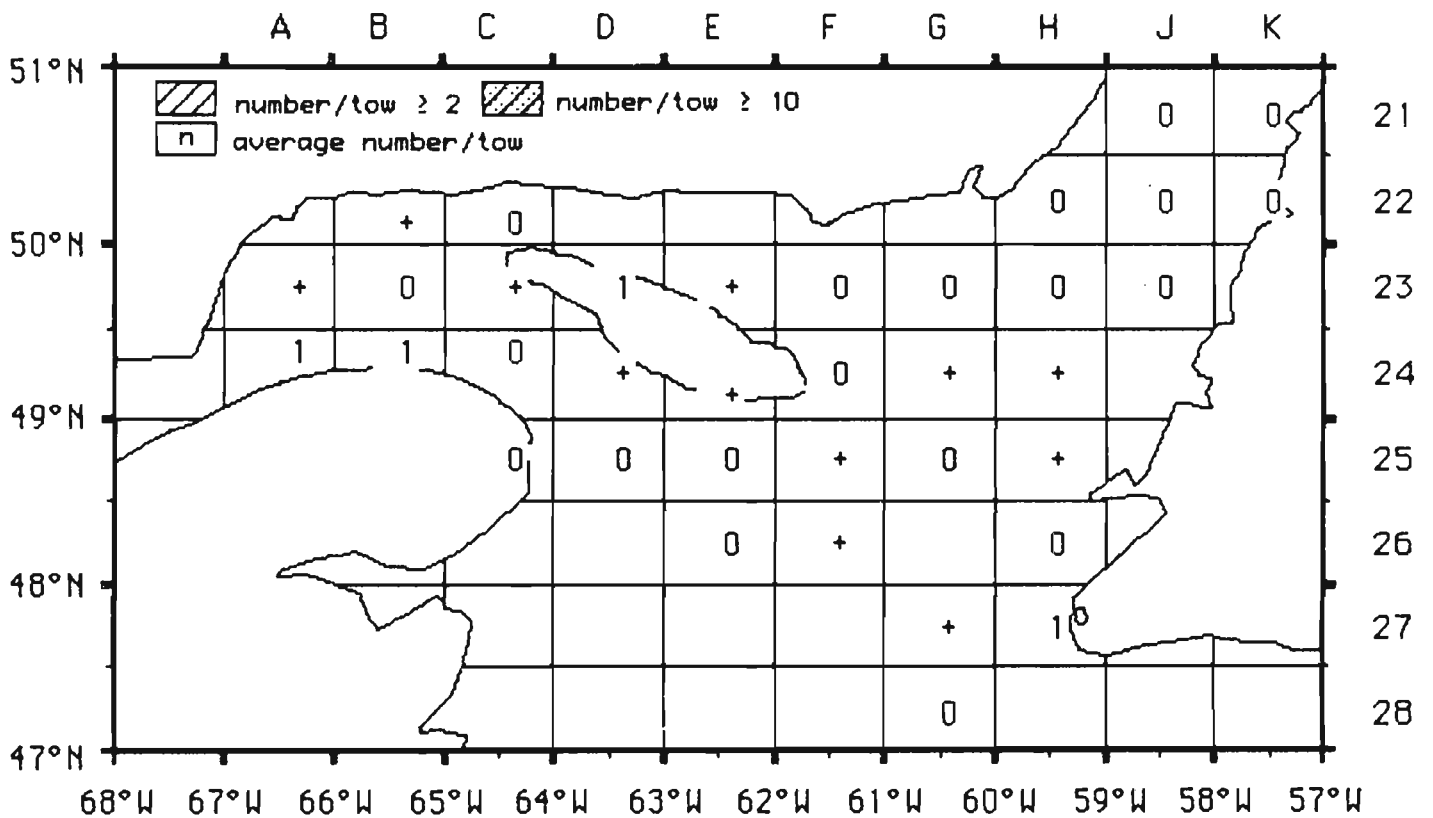 A B C D E F G H J K
51°N
number/tow ≥ 2 number/tow ≥ 10
n average number/tow
0 0 21
0 0 0 22
+ 0
50°N
+ 0 + 1 + 0 0 0 0 23
1 1 0
+ + 0 + + 24
49°N
0 0 0 + 0 + 25
0 + 0 26
48°N
+ 1 27
0 28
47°N
68°W 67°W 66°W 65°W 64°W 63°W 62°W 61°W 60°W 59°W 58°W 57°W